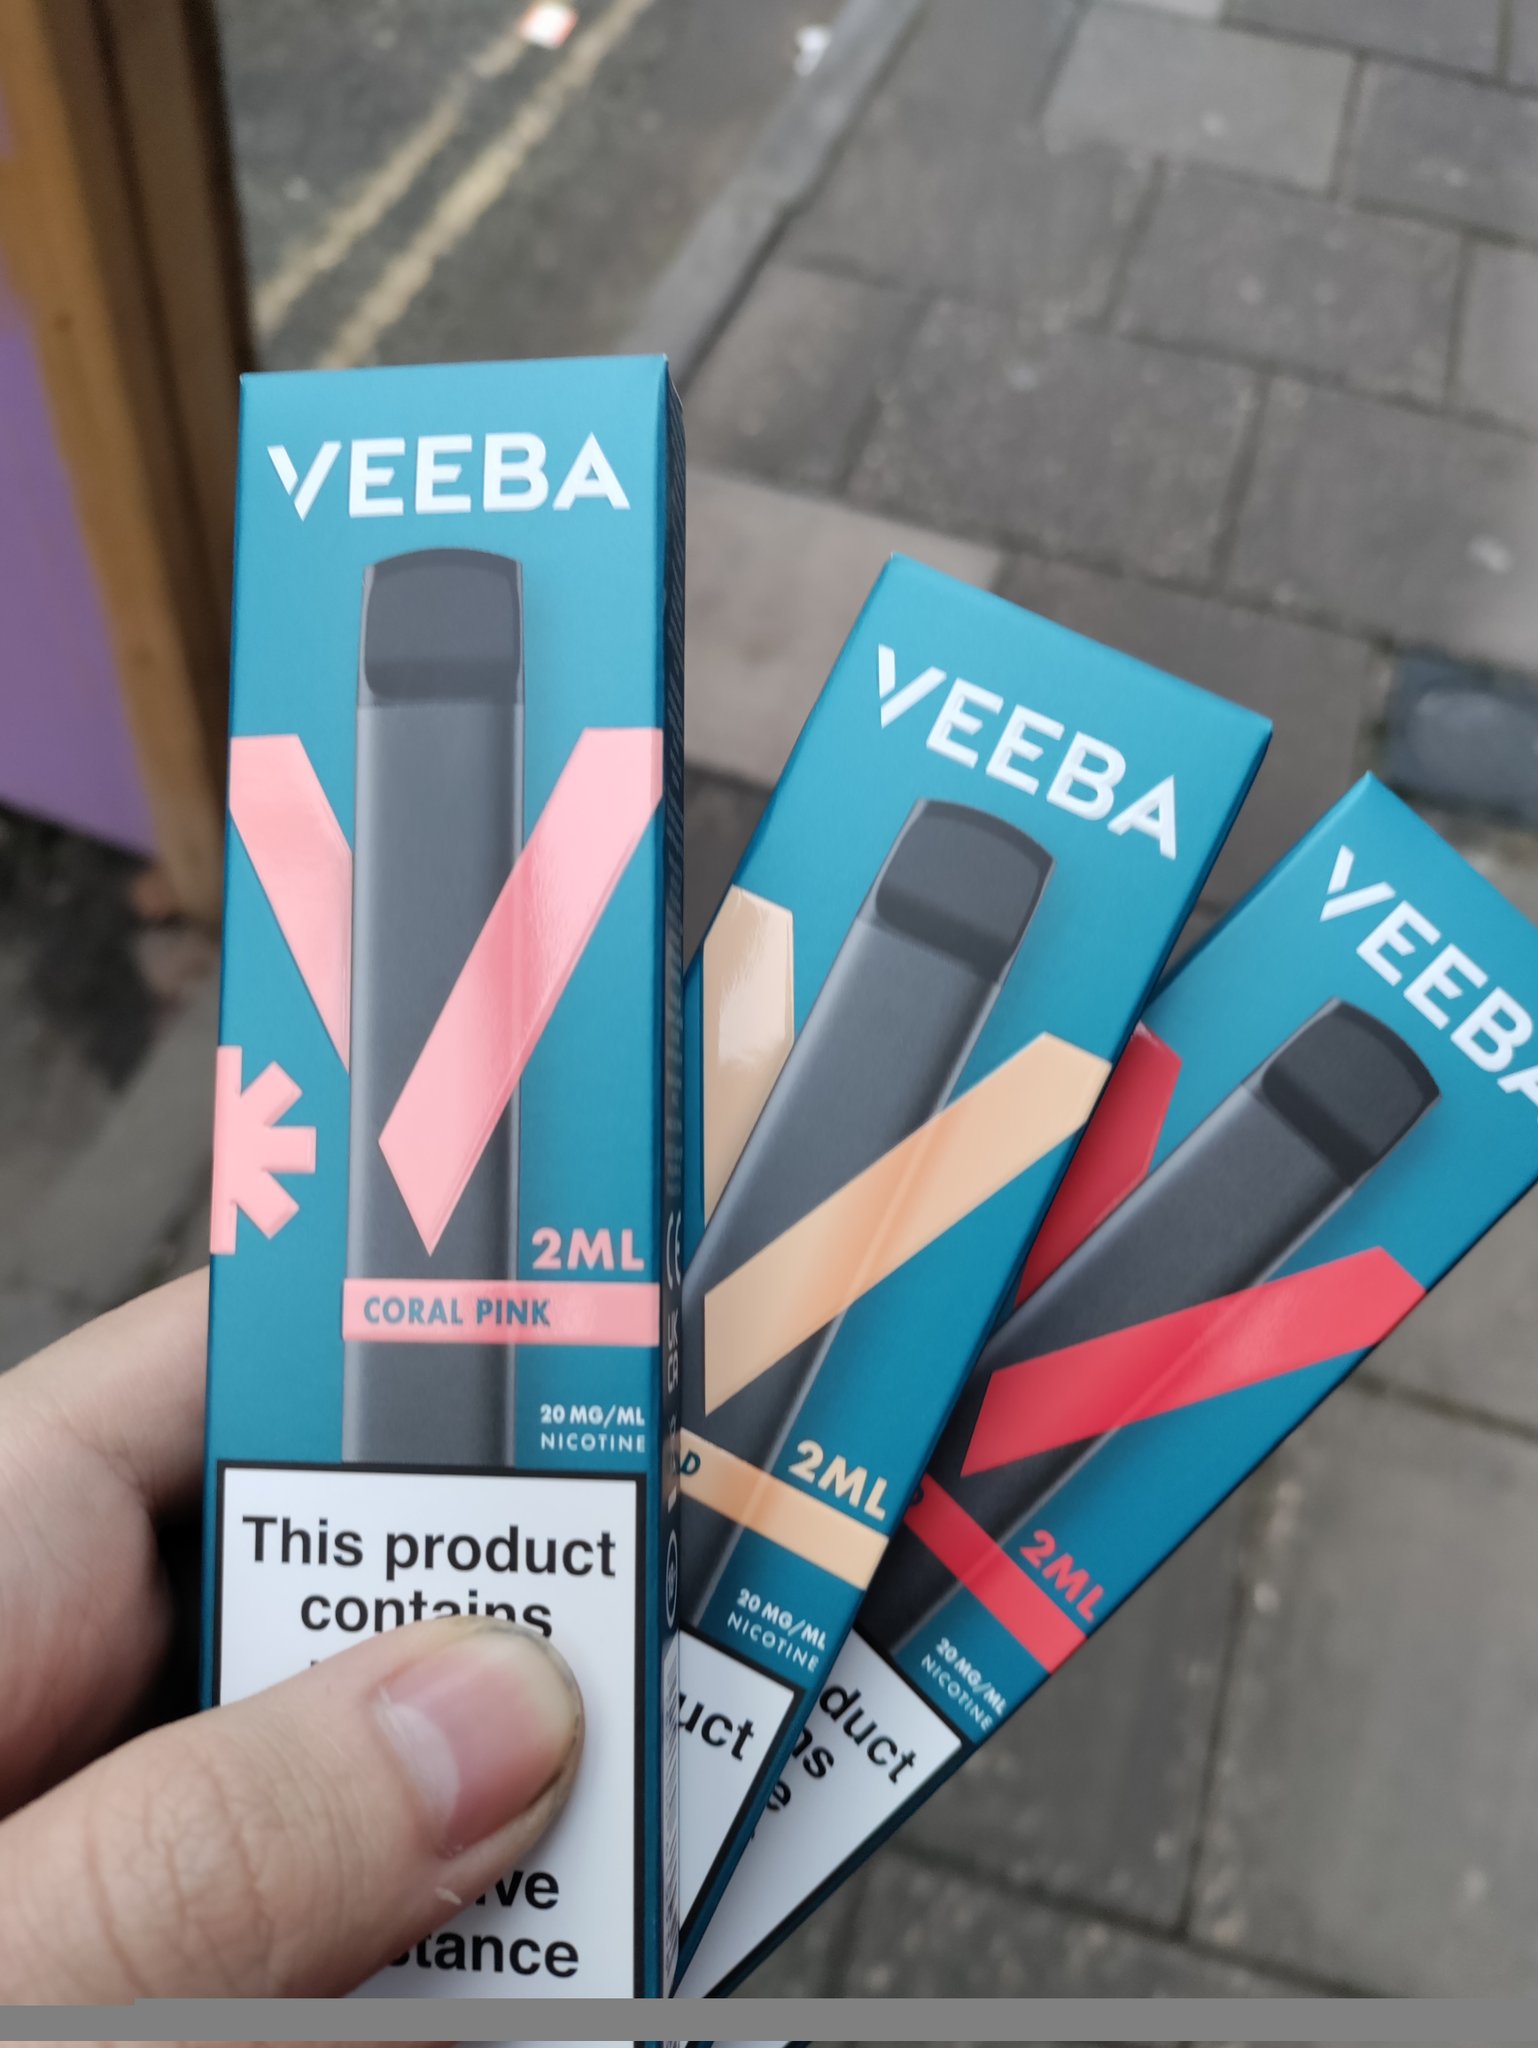 VEEBA
2ML
CORAL PINK
20 MG/ML
NICOTINE
This product
contains
VEEBA
2ML
20 MG/ML
NICOTINE
VEEBA
2ML
20 MG/ML
NICOTINE